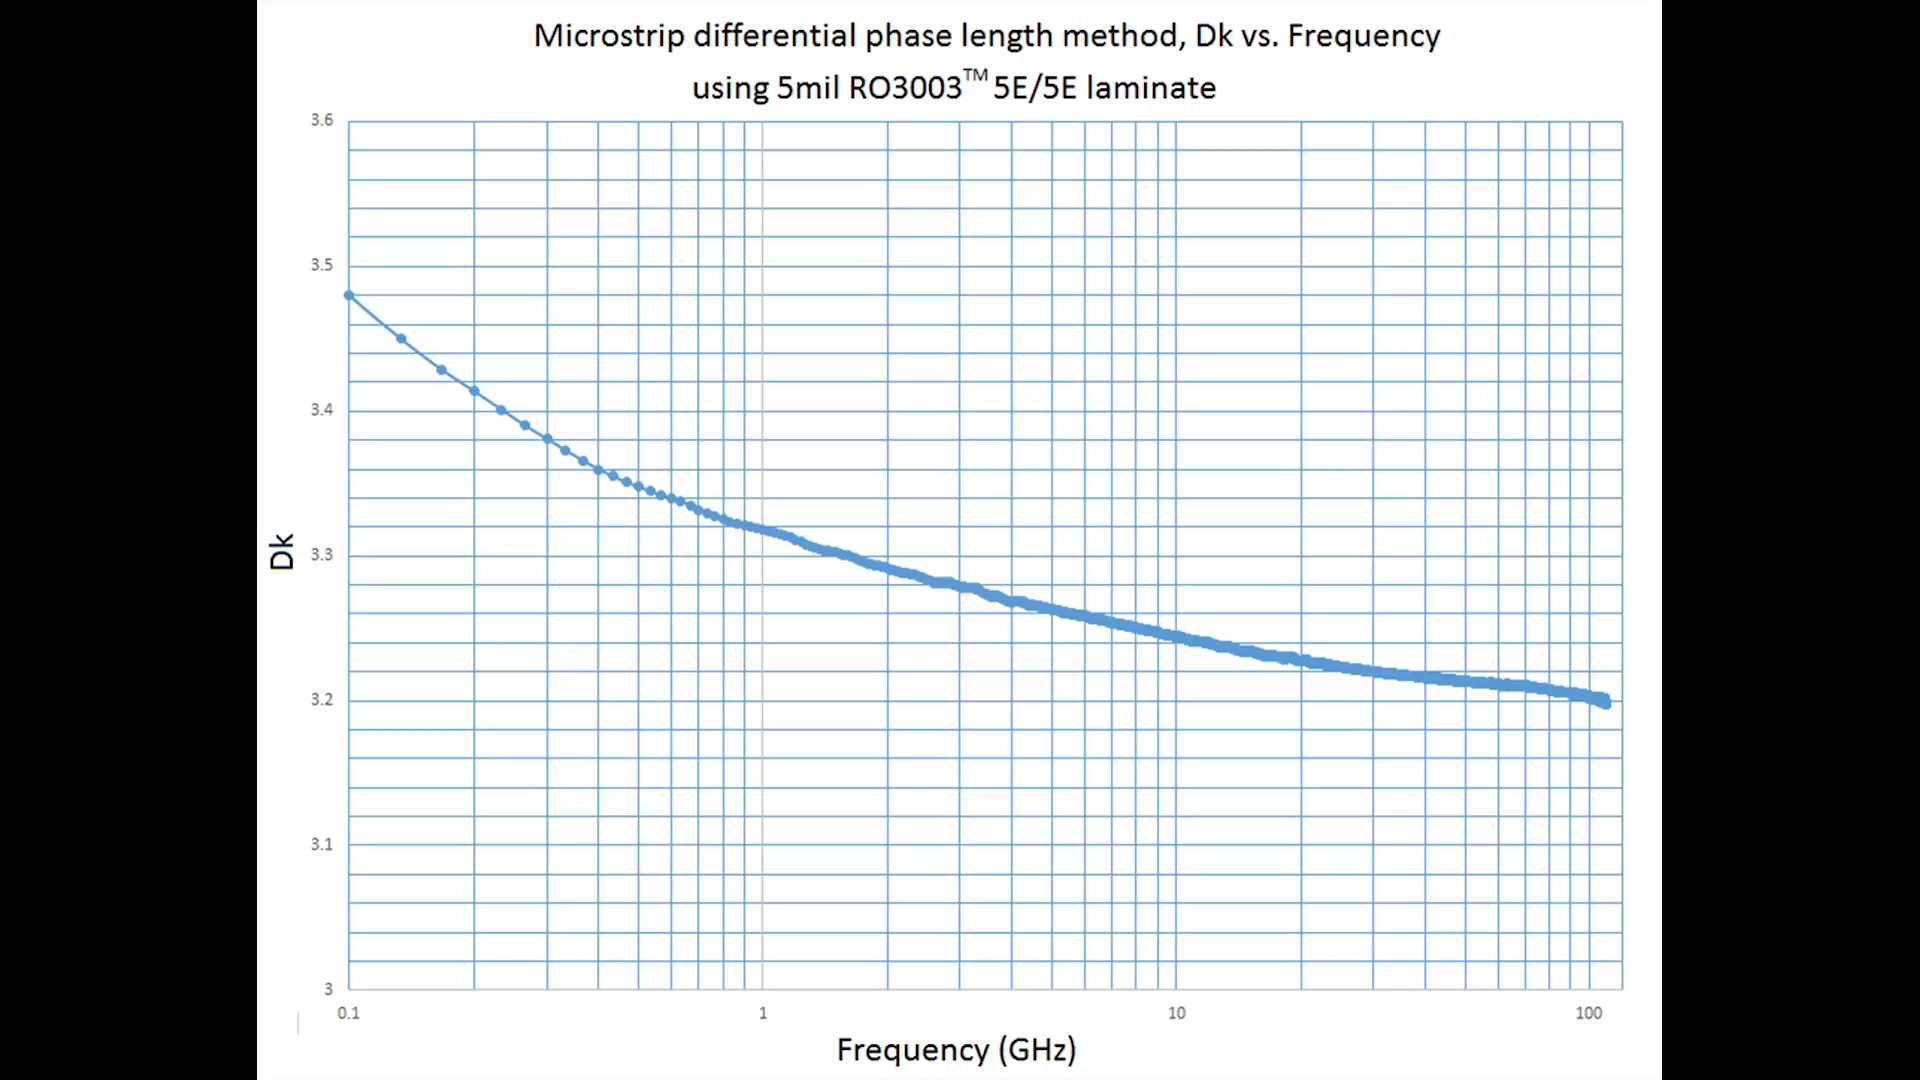 Microstrip differential phase length method, Dk vs. Frequency
using 5mil RO3003™ 5E/5E laminate
3.6
3.5
3.4
3.3
3.2
3.1
3
Dk
0.1 1 10 100
Frequency (GHz)